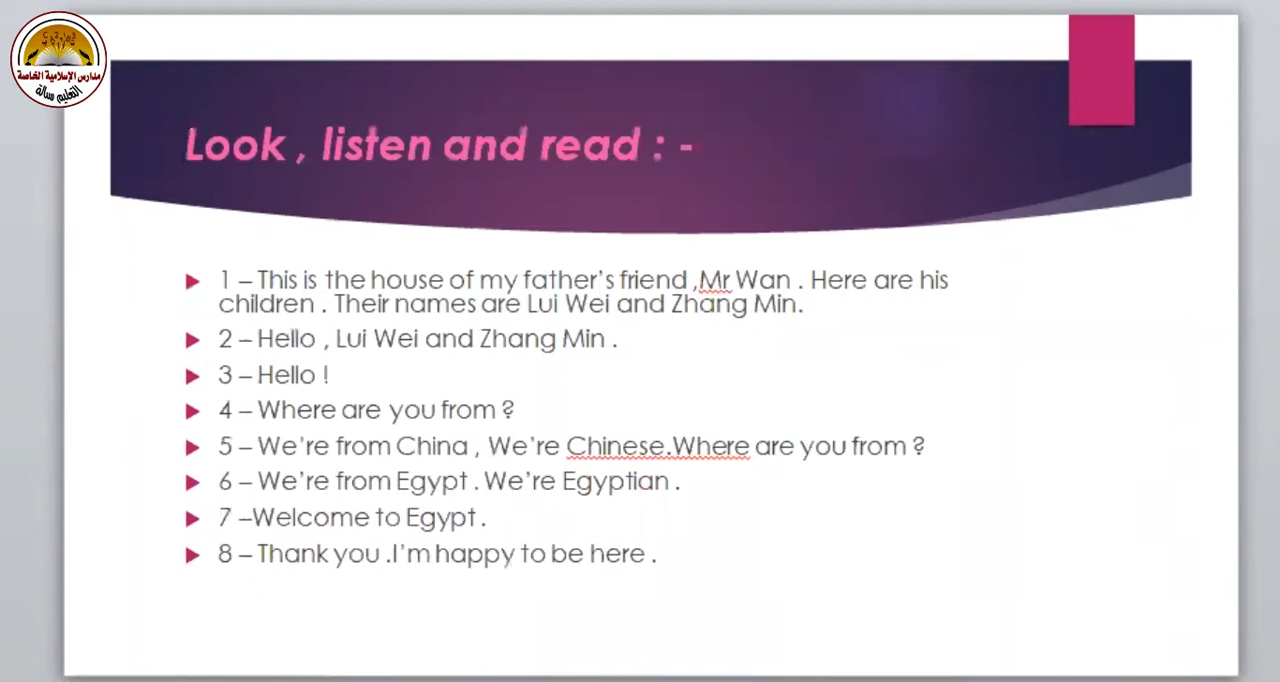 مدارس الإسلامية الخاصة
التعليم رسالة
Look , listen and read : -
1 – This is the house of my father’s friend ,Mr Wan . Here are his
children . Their names are Lui Wei and Zhang Min.
2 – Hello , Lui Wei and Zhang Min .
3 – Hello !
4 – Where are you from ?
5 – We’re from China , We’re Chinese.Where are you from ?
6 – We’re from Egypt . We’re Egyptian .
7 –Welcome to Egypt .
8 – Thank you .I’m happy to be here .